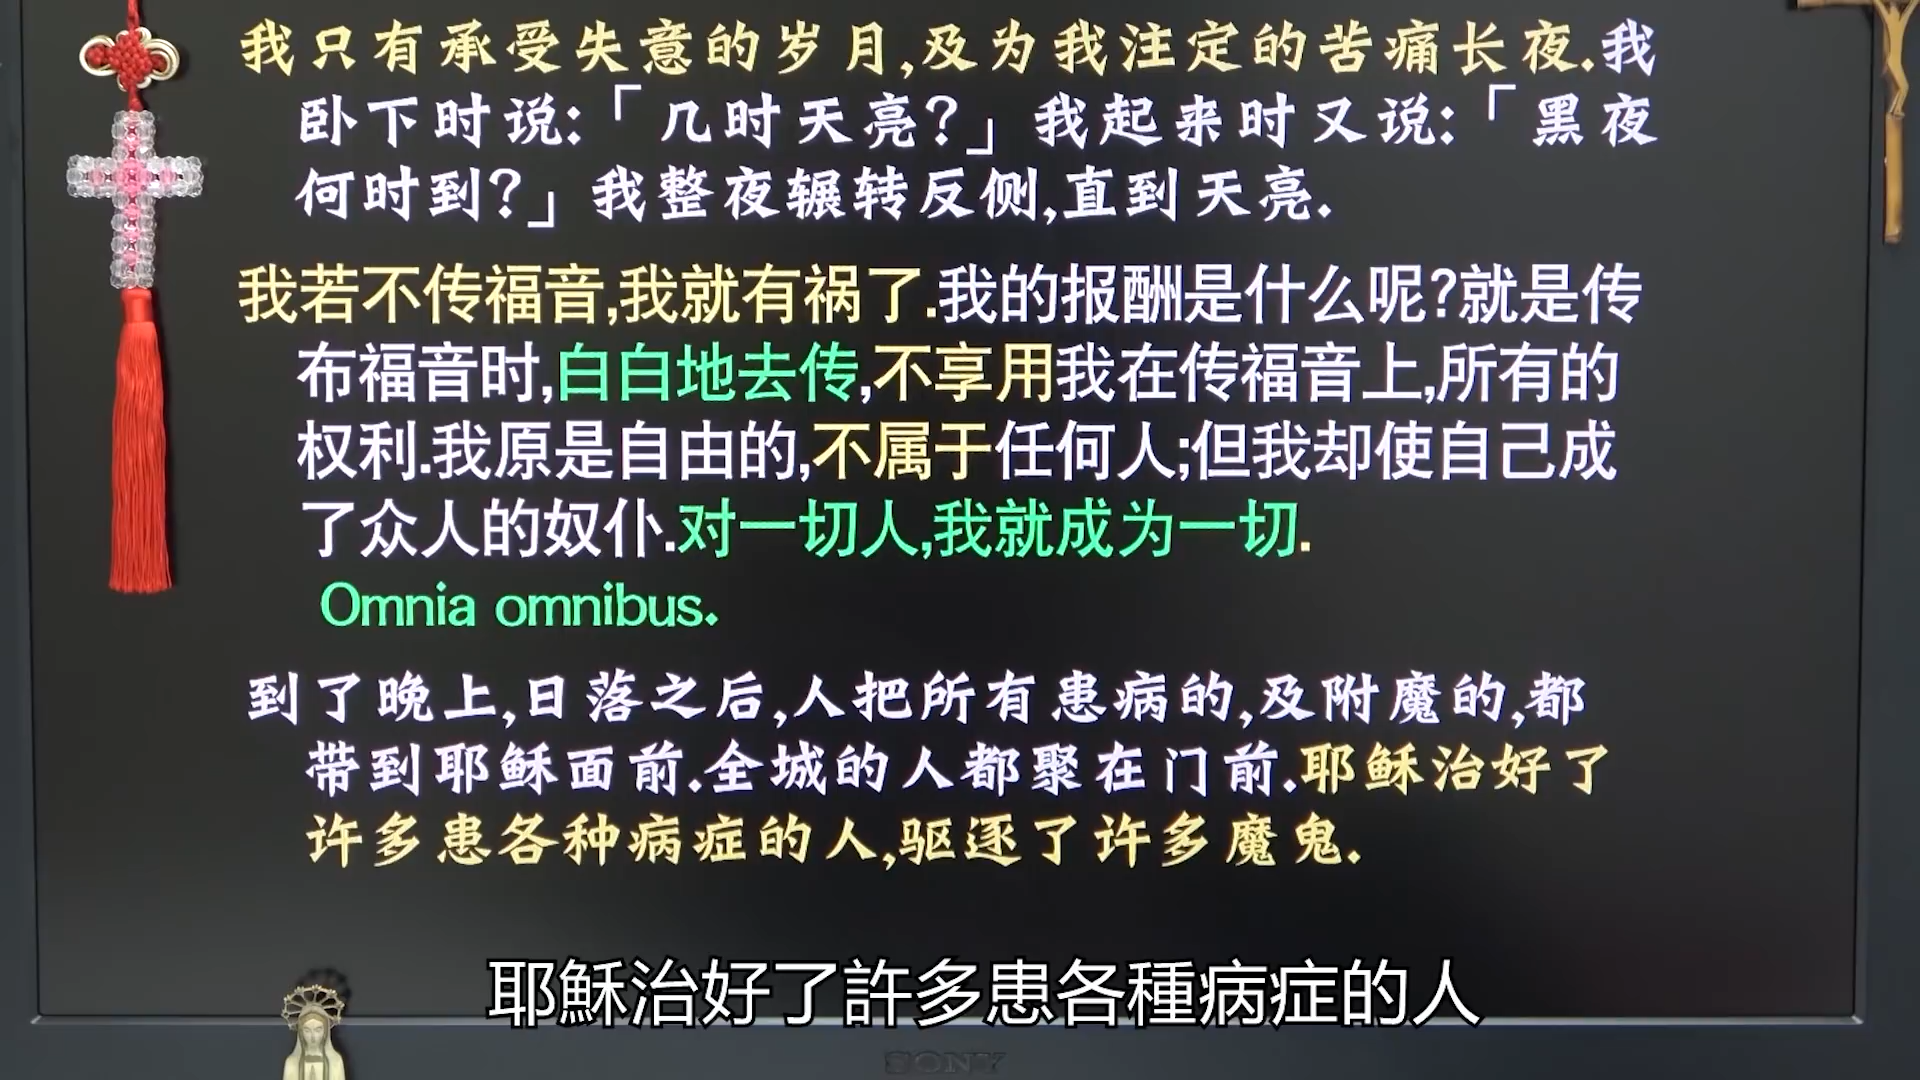 我只有承受失意的岁月,及为我注定的苦痛长夜.我
卧下时说:「几时天亮?」我起来时又说:「黑夜
何时到?」我整夜辗转反侧,直到天亮.
我若不传福音,我就有祸了.我的报酬是什么呢?就是传
布福音时,白白地去传,不享用我在传福音上,所有的
权利.我原是自由的,不属于任何人;但我却使自己成
了众人的奴仆.对一切人,我就成为一切.
Omnia omnibus.
到了晚上,日落之后,人把所有患病的,及附魔的,都
带到耶稣面前.全城的人都聚在门前.耶稣治好了
许多患各种病症的人,驱逐了许多魔鬼.
耶穌治好了許多患各種病症的人
SONY